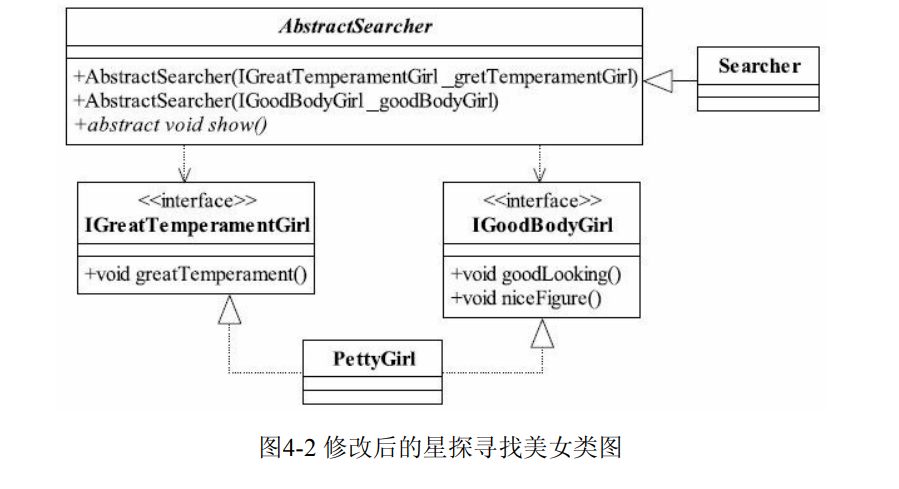 AbstractSearcher
+AbstractSearcher(IGreatTemperamentGirl _gretTemperamentGirl)
+AbstractSearcher(IGoodBodyGirl _goodBodyGirl)
+abstract void show()
Searcher
<<interface>>
IGreatTemperamentGirl
+void greatTemperament()
<<interface>>
IGoodBodyGirl
+void goodLooking()
+void niceFigure()
PettyGirl
图4-2 修改后的星探寻找美女类图